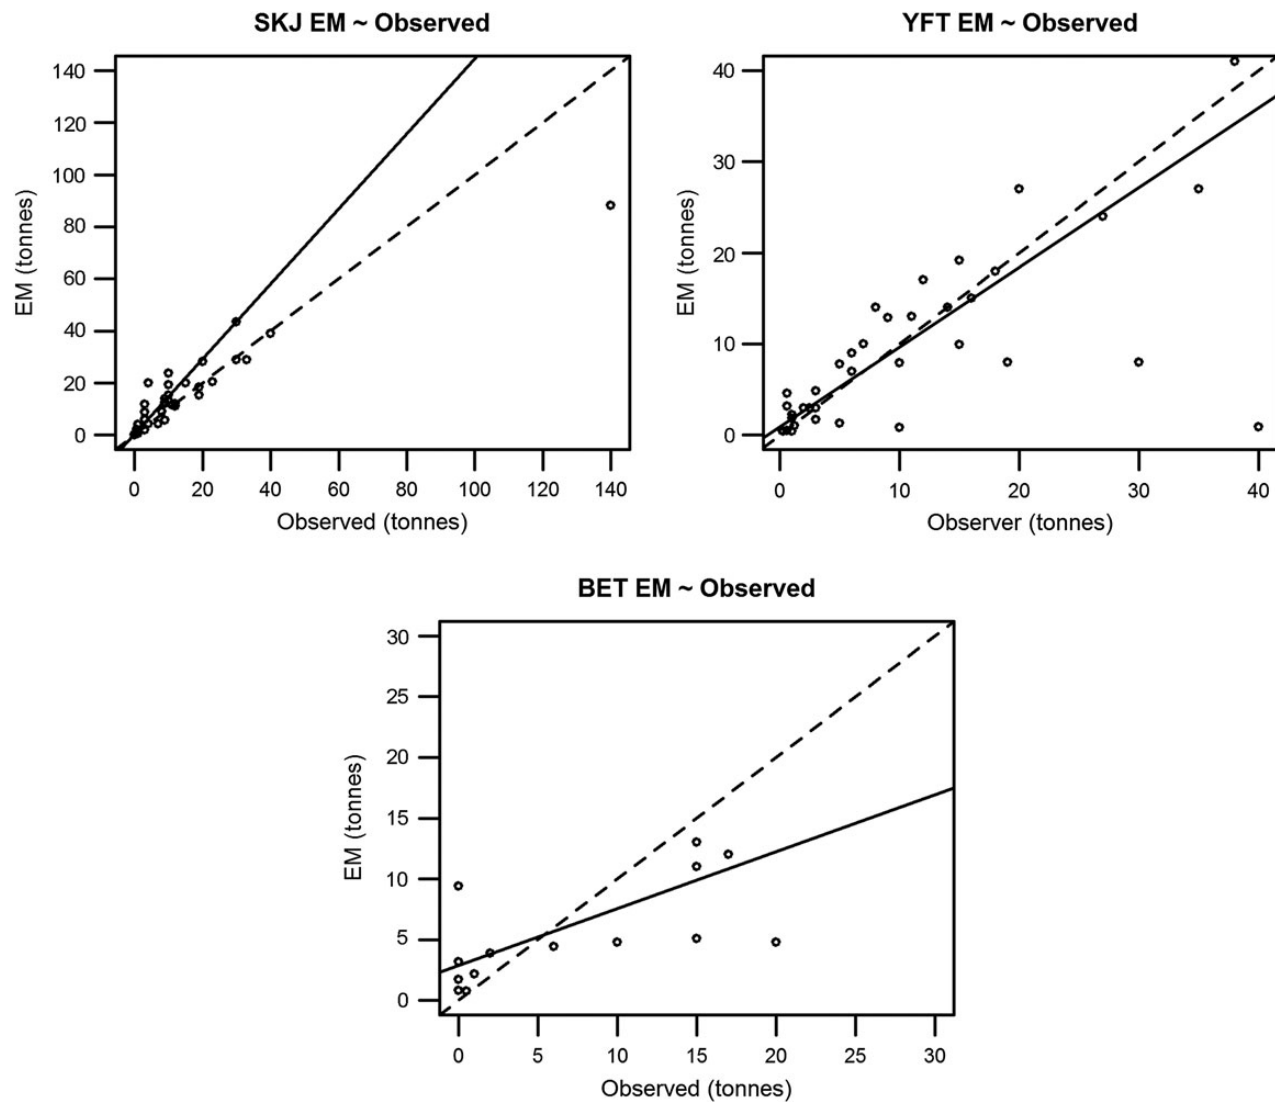 SKJ EM ~ Observed
140
120
100
80
60
40
20
0
EM (tonnes)
0 20 40 60 80 100 120 140
Observed (tonnes)
YFT EM ~ Observed
40
30
20
10
0
EM (tonnes)
0 10 20 30 40
Observer (tonnes)
BET EM ~ Observed
30
25
20
15
10
5
0
EM (tonnes)
0 5 10 15 20 25 30
Observed (tonnes)